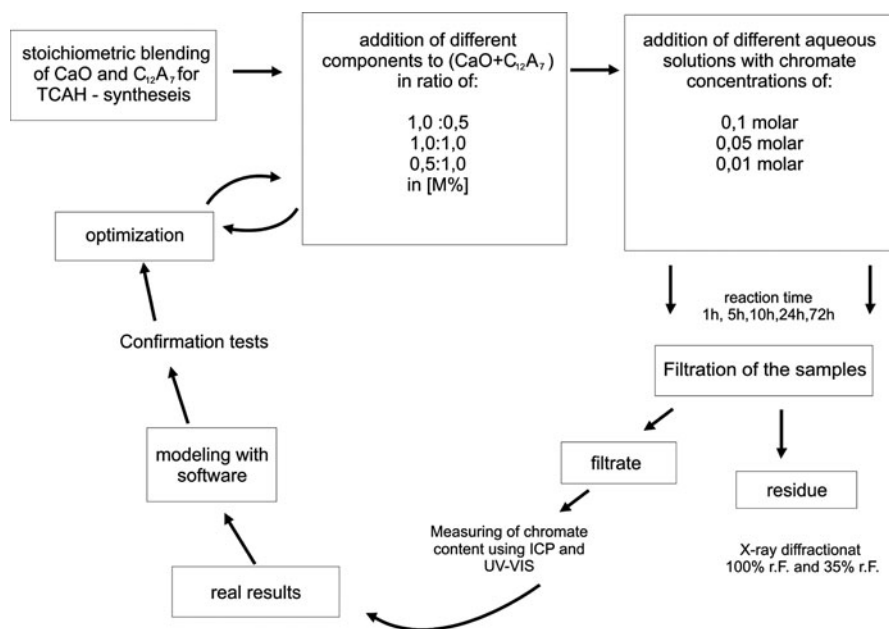 stoichiometric blending
of CaO and C₁₂A₇ for
TCAH - syntheseis
addition of different
components to (CaO+C₁₂A₇)
in ratio of:
1,0 :0,5
1,0:1,0
0,5:1,0
in [M%]
addition of different aqueous
solutions with chromate
concentrations of:
0,1 molar
0,05 molar
0,01 molar
reaction time
1h, 5h,10h,24h,72h
Filtration of the samples
filtrate
residue
Measuring of chromate
content using ICP and
UV-VIS
X-ray diffractionat
100% r.F. and 35% r.F.
real results
modeling with
software
Confirmation tests
optimization